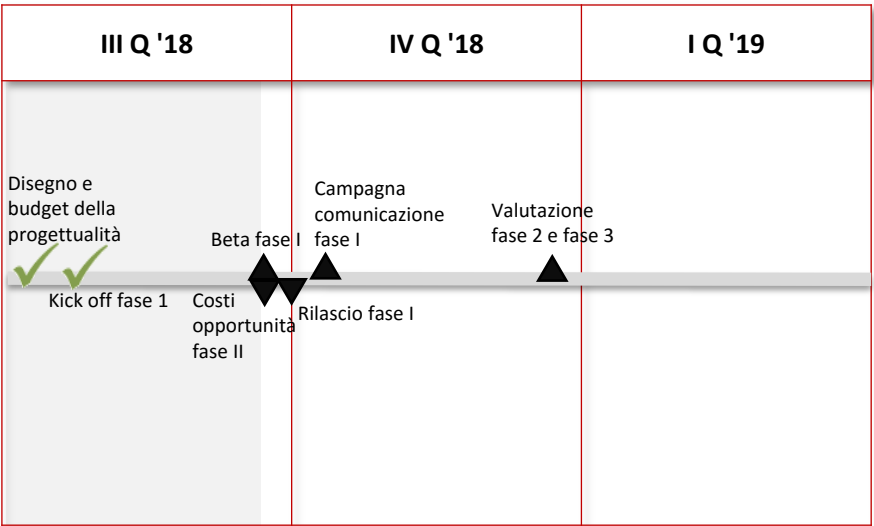 III Q '18
IV Q '18
I Q '19
Disegno e
budget della
progettualità
Kick off fase 1
Beta fase I
Costi
opportunità
fase II
Rilascio fase I
Campagna
comunicazione
fase I
Valutazione
fase 2 e fase 3